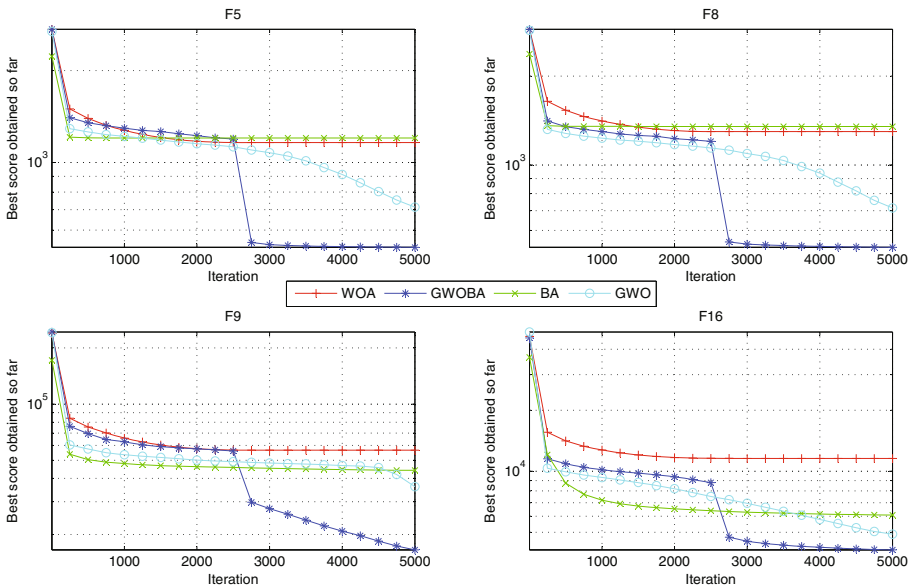 F5
F8
Best score obtained so far
10^3
1000 2000 3000 4000 5000
Iteration
Best score obtained so far
10^3
1000 2000 3000 4000 5000
Iteration
WOA GWOBA BA GWO
F9
F16
Best score obtained so far
10^5
1000 2000 3000 4000 5000
Iteration
Best score obtained so far
10^4
1000 2000 3000 4000 5000
Iteration